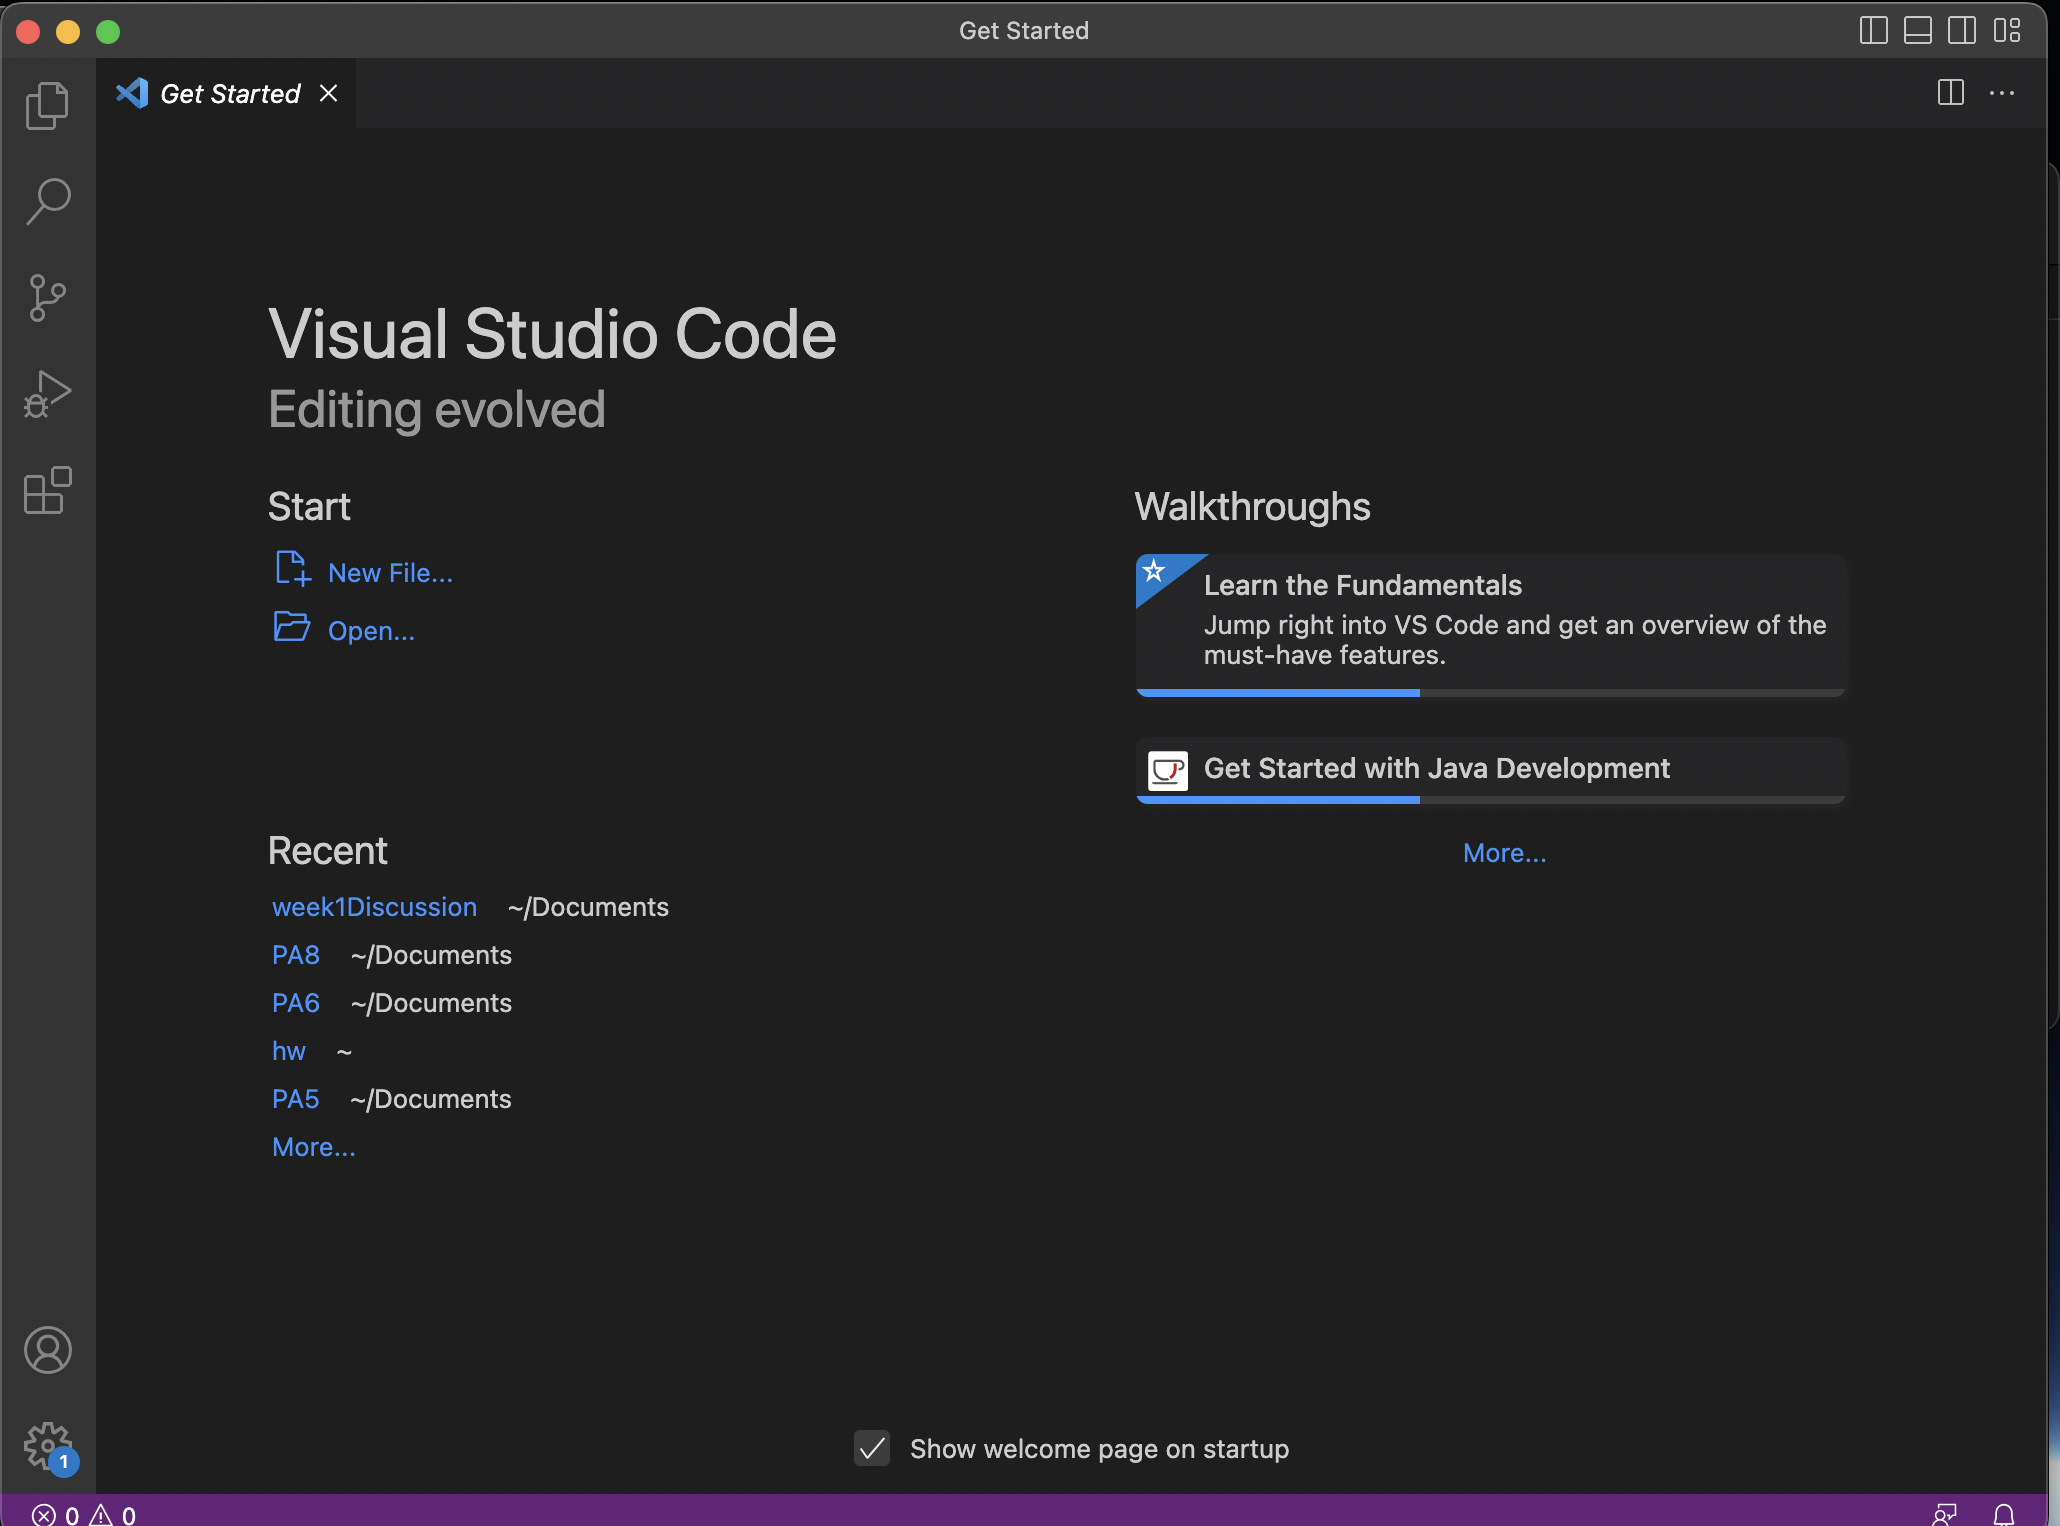 Get Started
Get Started
Visual Studio Code
Editing evolved
Start
New File...
Open...
Recent
week1Discussion ~/Documents
PA8 ~/Documents
PA6 ~/Documents
hw ~
PA5 ~/Documents
More...
Walkthroughs
Learn the Fundamentals
Jump right into VS Code and get an overview of the
must-have features.
Get Started with Java Development
More...
Show welcome page on startup
1
0 0